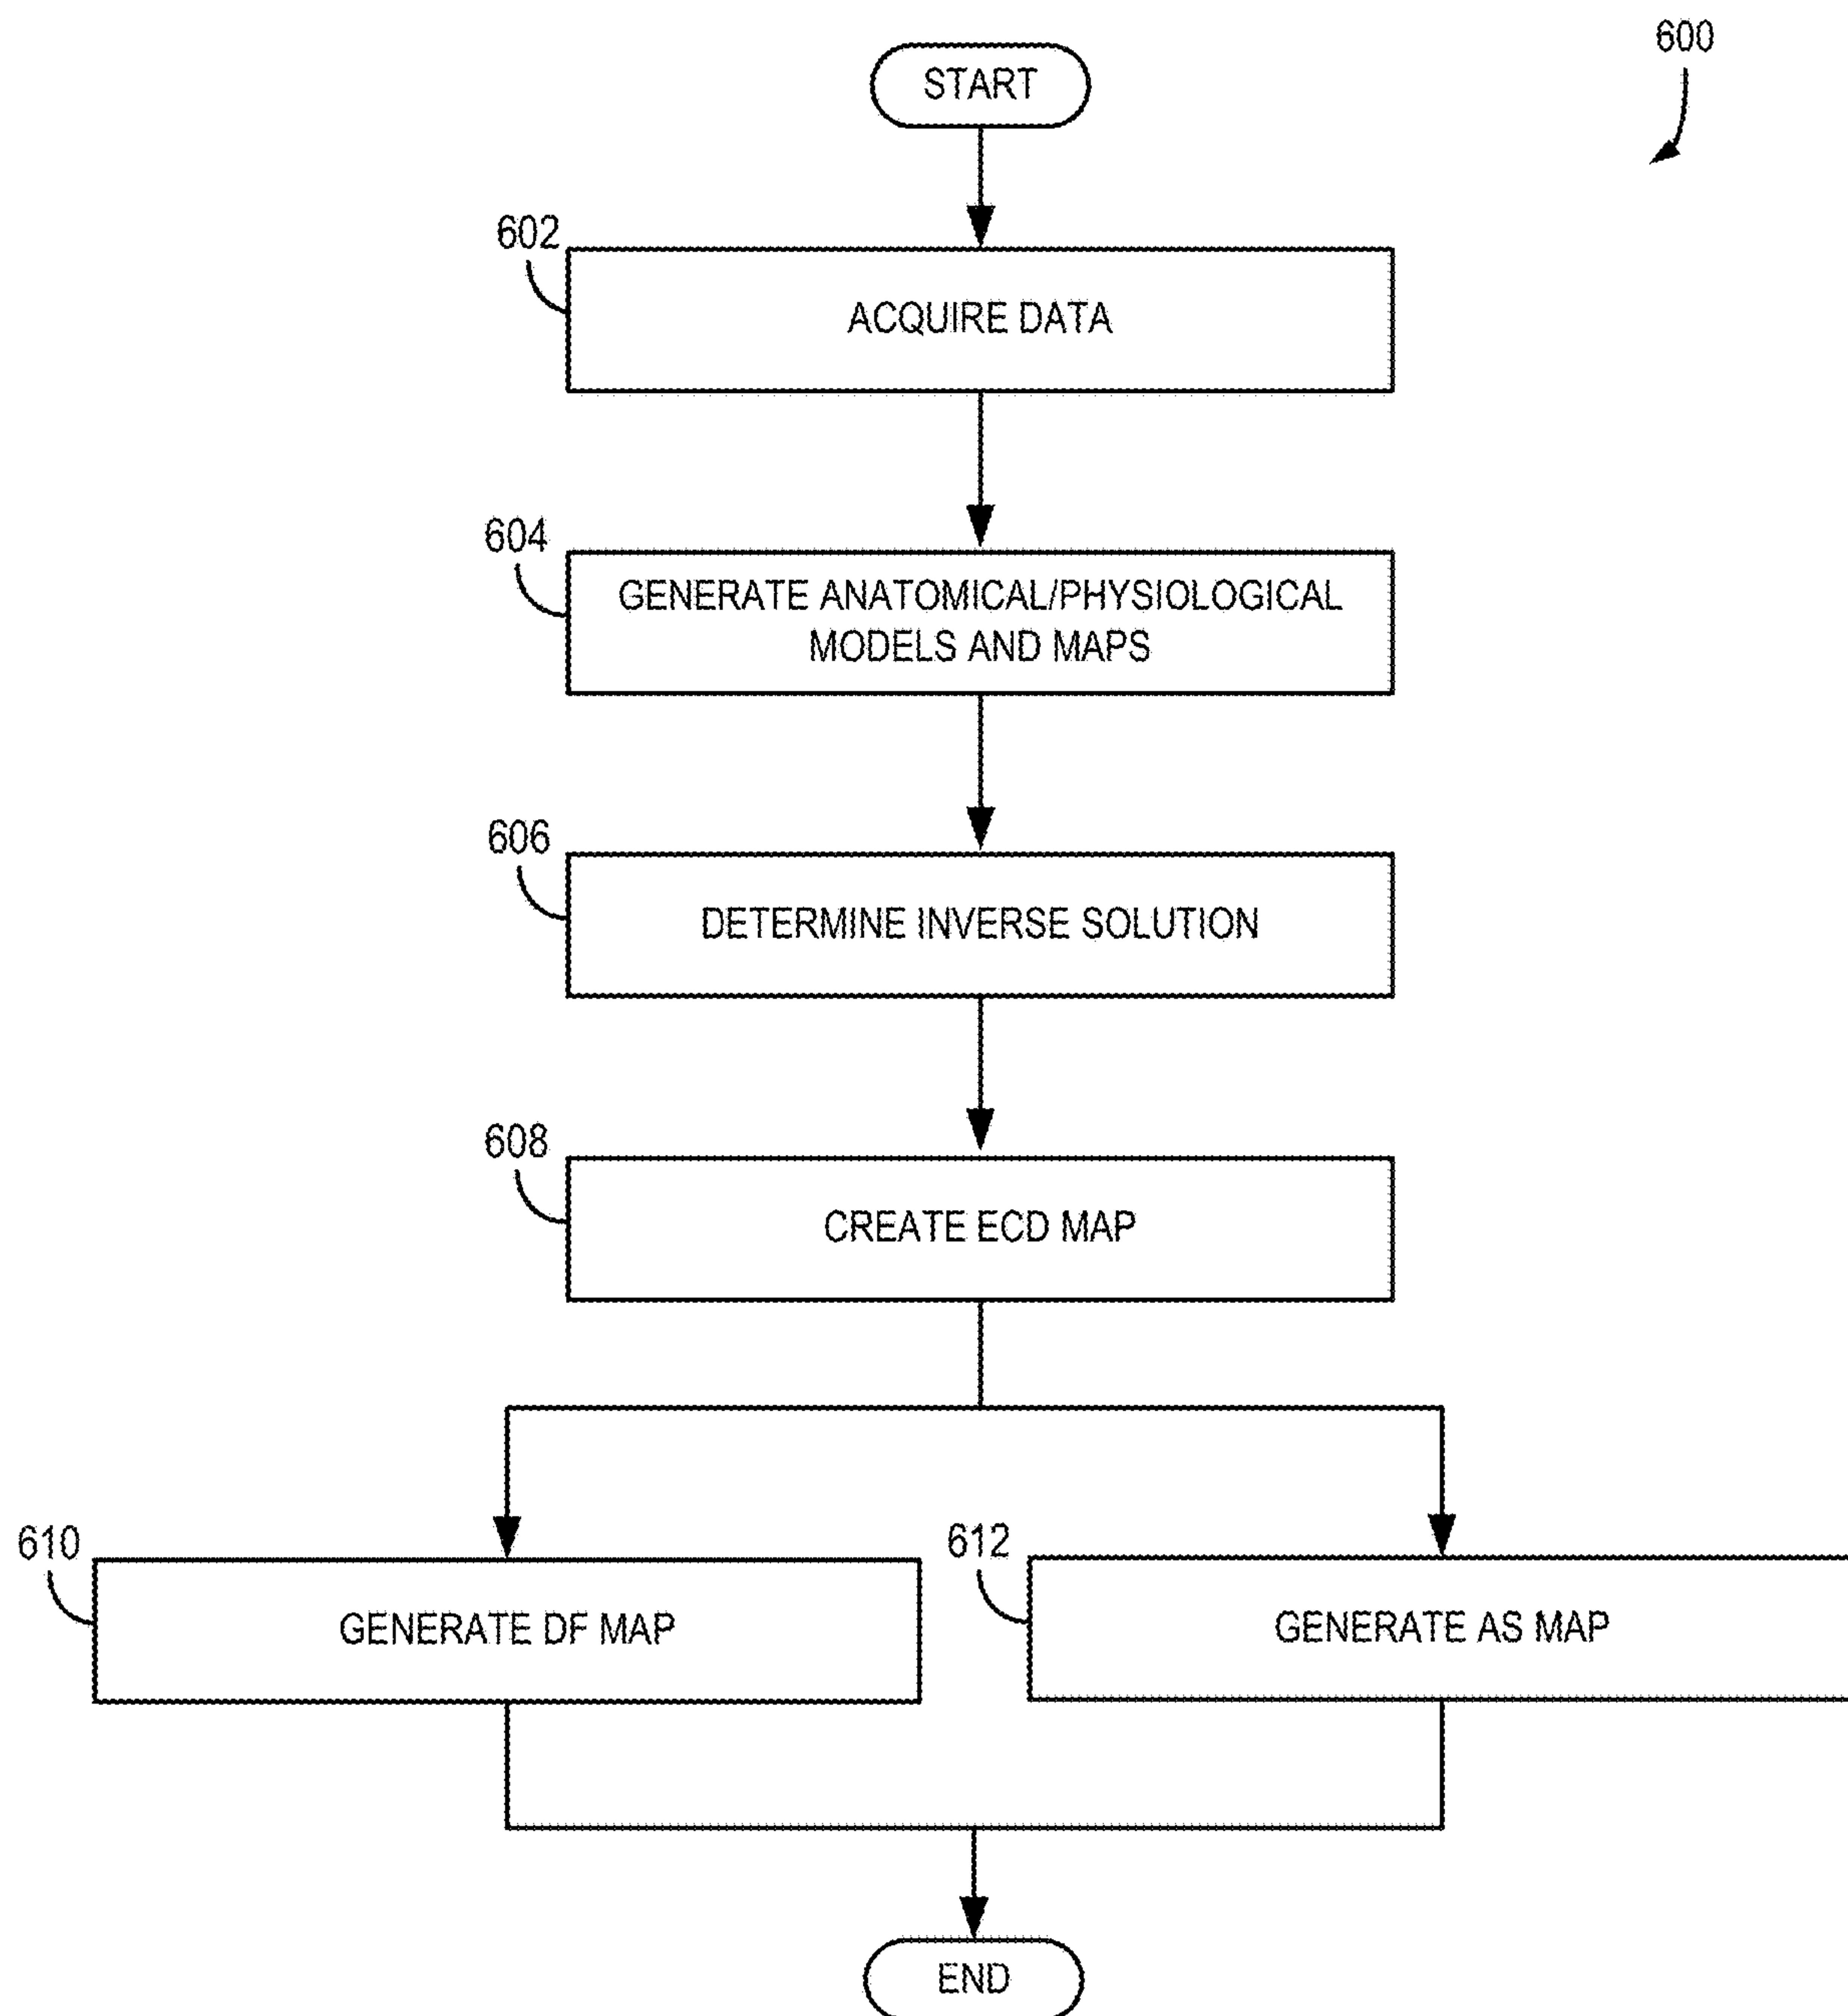 600
START
602
ACQUIRE DATA
604
GENERATE ANATOMICAL/PHYSIOLOGICAL
MODELS AND MAPS
606
DETERMINE INVERSE SOLUTION
608
CREATE ECD MAP
610
GENERATE DF MAP
612
GENERATE AS MAP
END